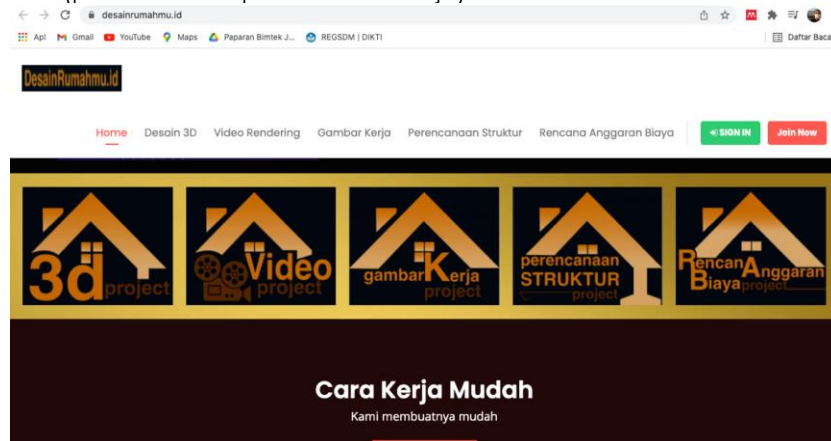 desainrumahmu.id
Apl Gmail YouTube Maps Paparan Bimtek J... REGSDM | DIKTI Daftar Baca
DesainRumahmu.id
Home Desain 3D Video Rendering Gambar Kerja Perencanaan Struktur Rencana Anggaran Biaya SIGN IN Join Now
3d project
Video project
gambar Kerja project
perencanaan STRUKTUR project
Rencan Anggaran Biaya project
Cara Kerja Mudah
Kami membuatnya mudah